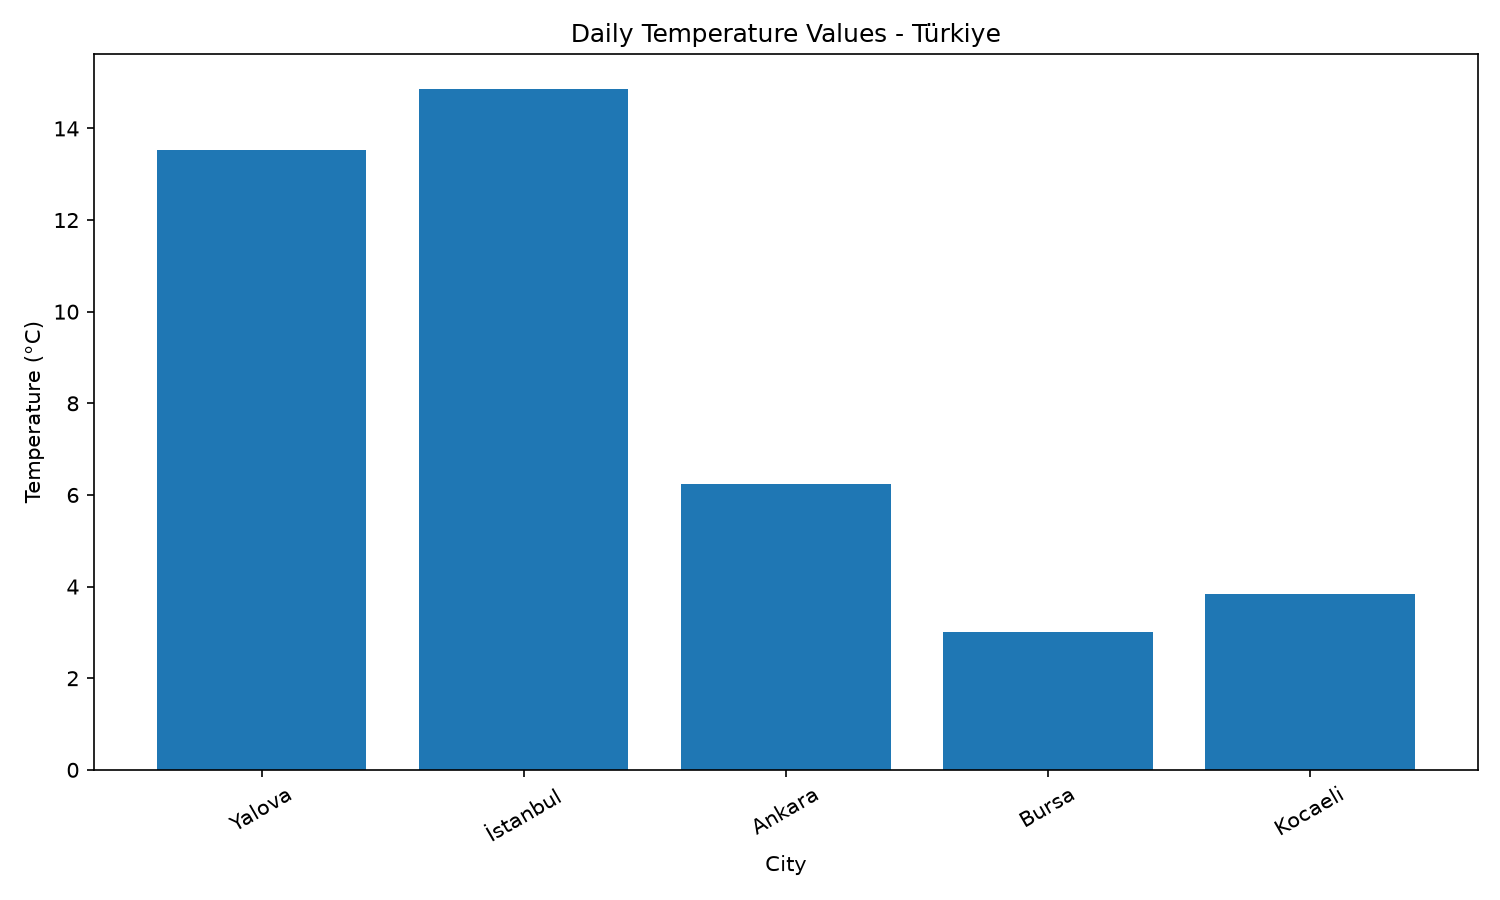 Daily Temperature Values - Türkiye
Temperature (°C)
14
12
10
8
6
4
2
0
Yalova
İstanbul
Ankara
Bursa
Kocaeli
City